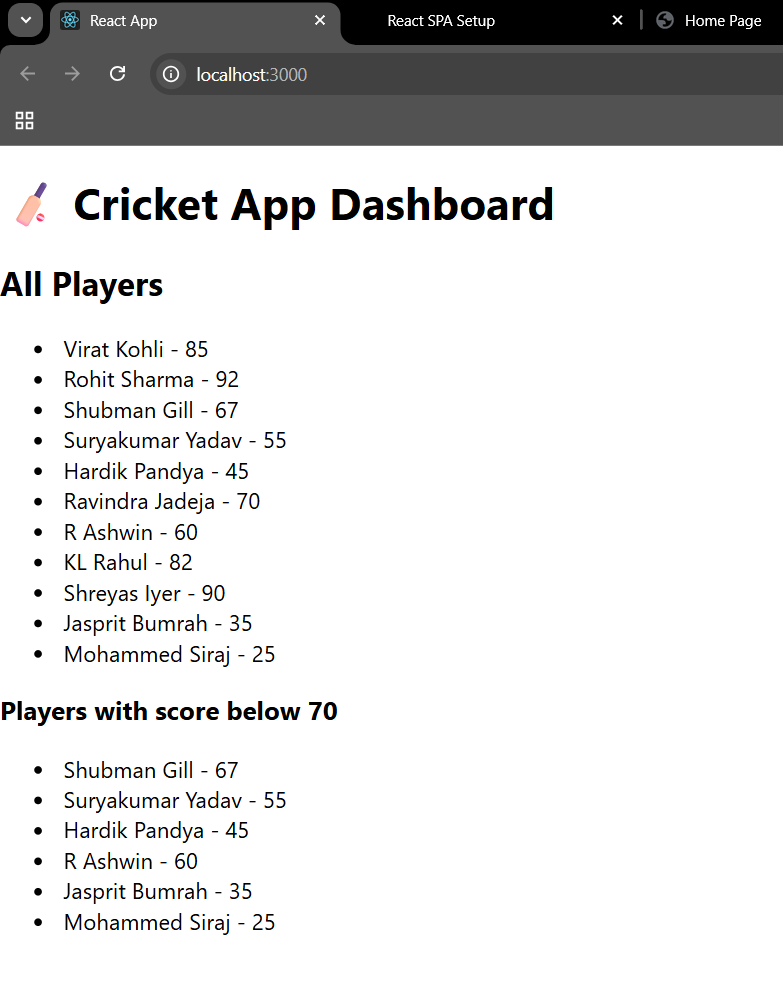 React App
React SPA Setup
Home Page
localhost:3000
Cricket App Dashboard
All Players
• Virat Kohli - 85
• Rohit Sharma - 92
• Shubman Gill - 67
• Suryakumar Yadav - 55
• Hardik Pandya - 45
• Ravindra Jadeja - 70
• R Ashwin - 60
• KL Rahul - 82
• Shreyas Iyer - 90
• Jasprit Bumrah - 35
• Mohammed Siraj - 25
Players with score below 70
• Shubman Gill - 67
• Suryakumar Yadav - 55
• Hardik Pandya - 45
• R Ashwin - 60
• Jasprit Bumrah - 35
• Mohammed Siraj - 25